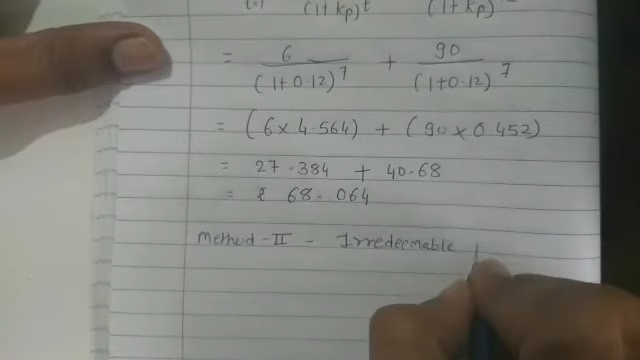 t=1 (1+kp)^t (1+kp)
= 6/(1+0.12)^7 + 90/(1+0.12)^7
= (6×4.564) + (90×0.452)
= 27.384 + 40.68
= ₹ 68.064
Method-II - Irredeemable